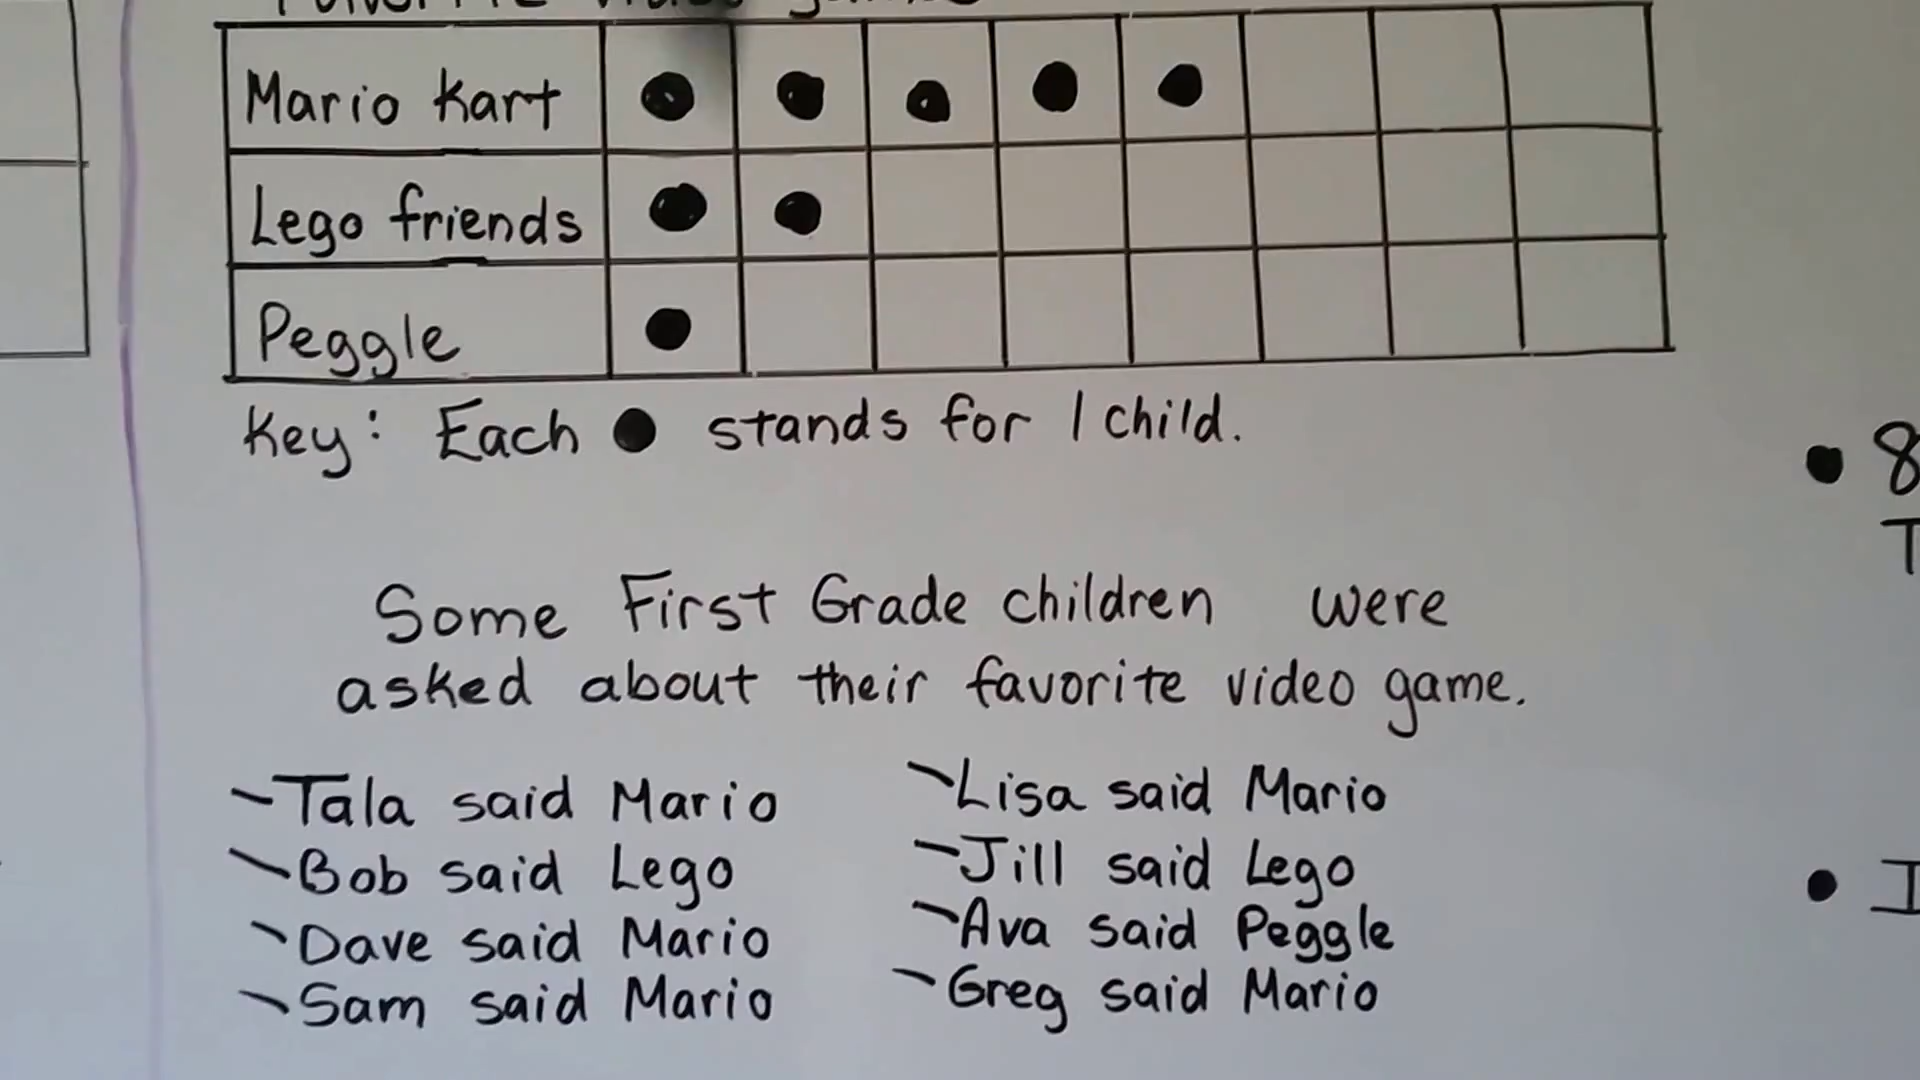 Mario Kart
Lego friends
Peggle
Key: Each ● stands for 1 child.
Some First Grade children were
asked about their favorite video game.
-Tala said Mario
-Bob said Lego
-Dave said Mario
-Sam said Mario
-Lisa said Mario
-Jill said Lego
-Ava said Peggle
-Greg said Mario
● 8
T
● I